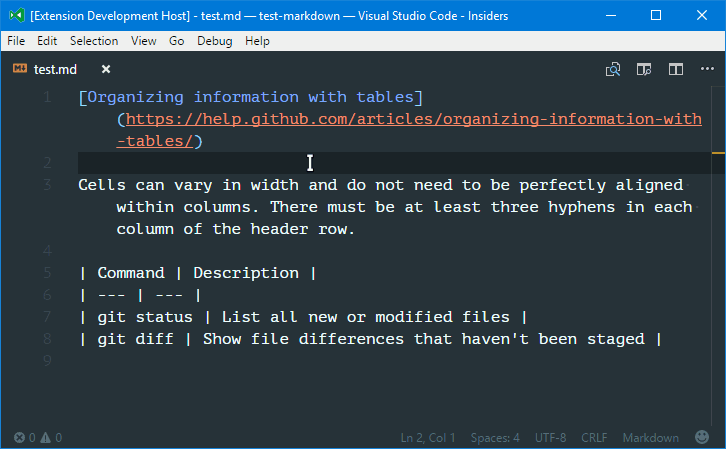 [Extension Development Host] - test.md — test-markdown — Visual Studio Code - Insiders
File Edit Selection View Go Debug Help
M test.md ×
1 [Organizing information with tables]
(https://help.github.com/articles/organizing-information-with
-tables/)
2
3 Cells can vary in width and do not need to be perfectly aligned
within columns. There must be at least three hyphens in each
column of the header row.
4
5 | Command | Description |
6 | --- | --- |
7 | git status | List all new or modified files |
8 | git diff | Show file differences that haven't been staged |
9
0 0 Ln 2, Col 1 Spaces: 4 UTF-8 CRLF Markdown